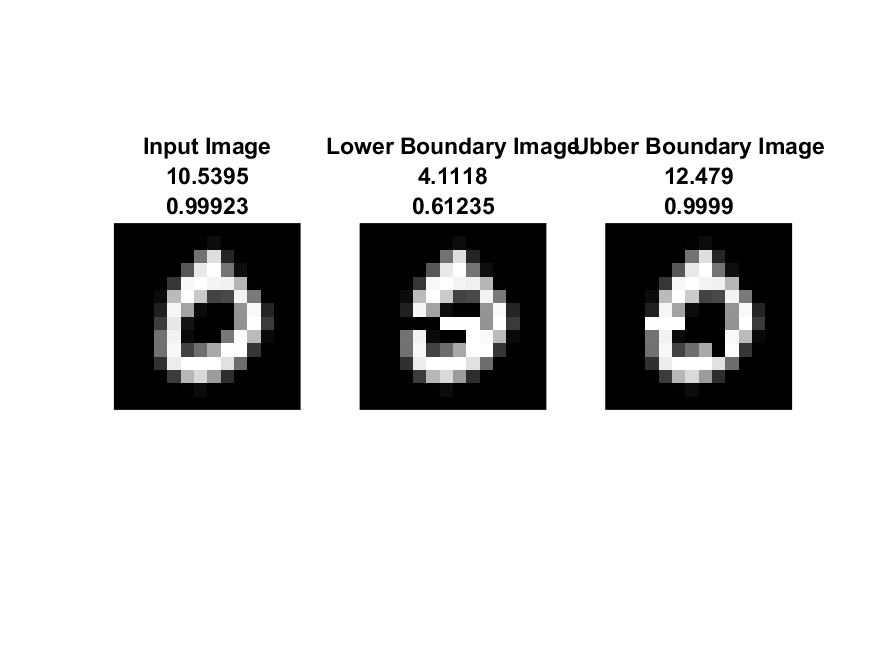 Input Image
10.5395
0.99923
Lower Boundary Image
4.1118
0.61235
Ubber Boundary Image
12.479
0.9999